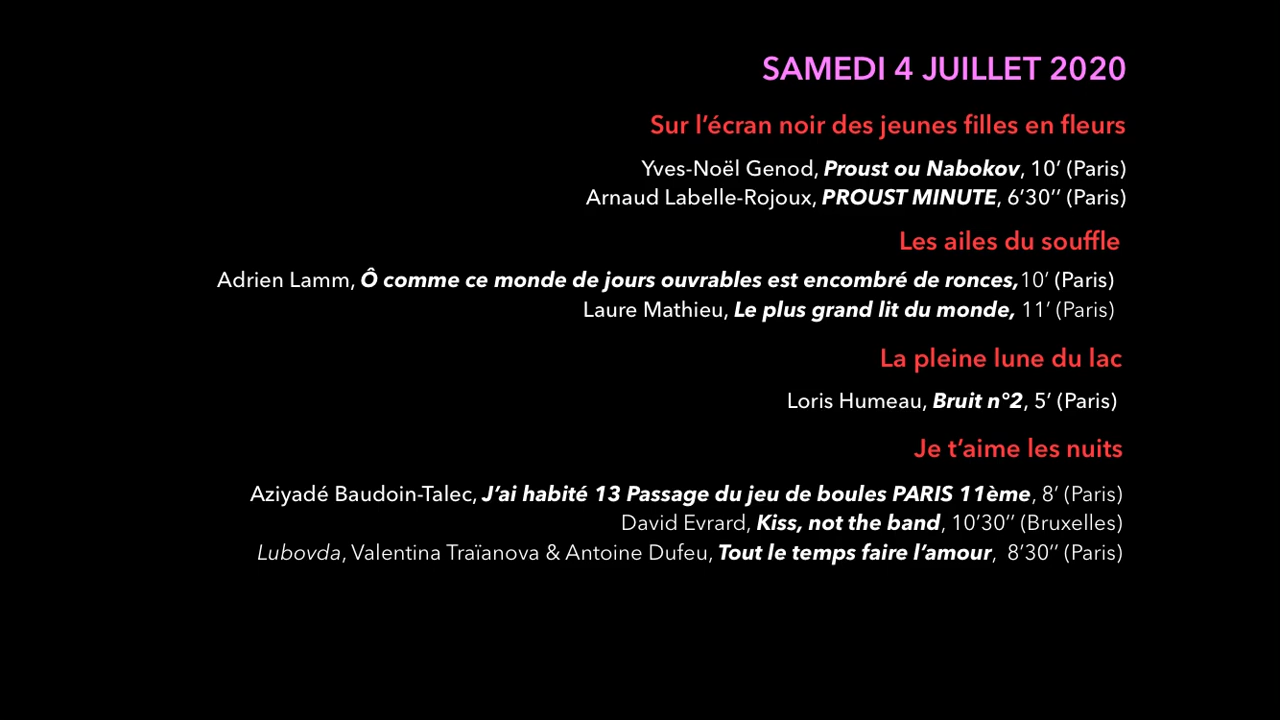 SAMEDI 4 JUILLET 2020
Sur l’écran noir des jeunes filles en fleurs
Yves-Noël Genod, Proust ou Nabokov, 10’ (Paris)
Arnaud Labelle-Rojoux, PROUST MINUTE, 6’30’’ (Paris)
Les ailes du souffle
Adrien Lamm, Ô comme ce monde de jours ouvrables est encombré de ronces,10’ (Paris)
Laure Mathieu, Le plus grand lit du monde, 11’ (Paris)
La pleine lune du lac
Loris Humeau, Bruit n°2, 5’ (Paris)
Je t’aime les nuits
Aziyadé Baudoin-Talec, J’ai habité 13 Passage du jeu de boules PARIS 11ème, 8’ (Paris)
David Evrard, Kiss, not the band, 10’30’’ (Bruxelles)
Lubovda, Valentina Traïanova & Antoine Dufeu, Tout le temps faire l’amour, 8’30’’ (Paris)